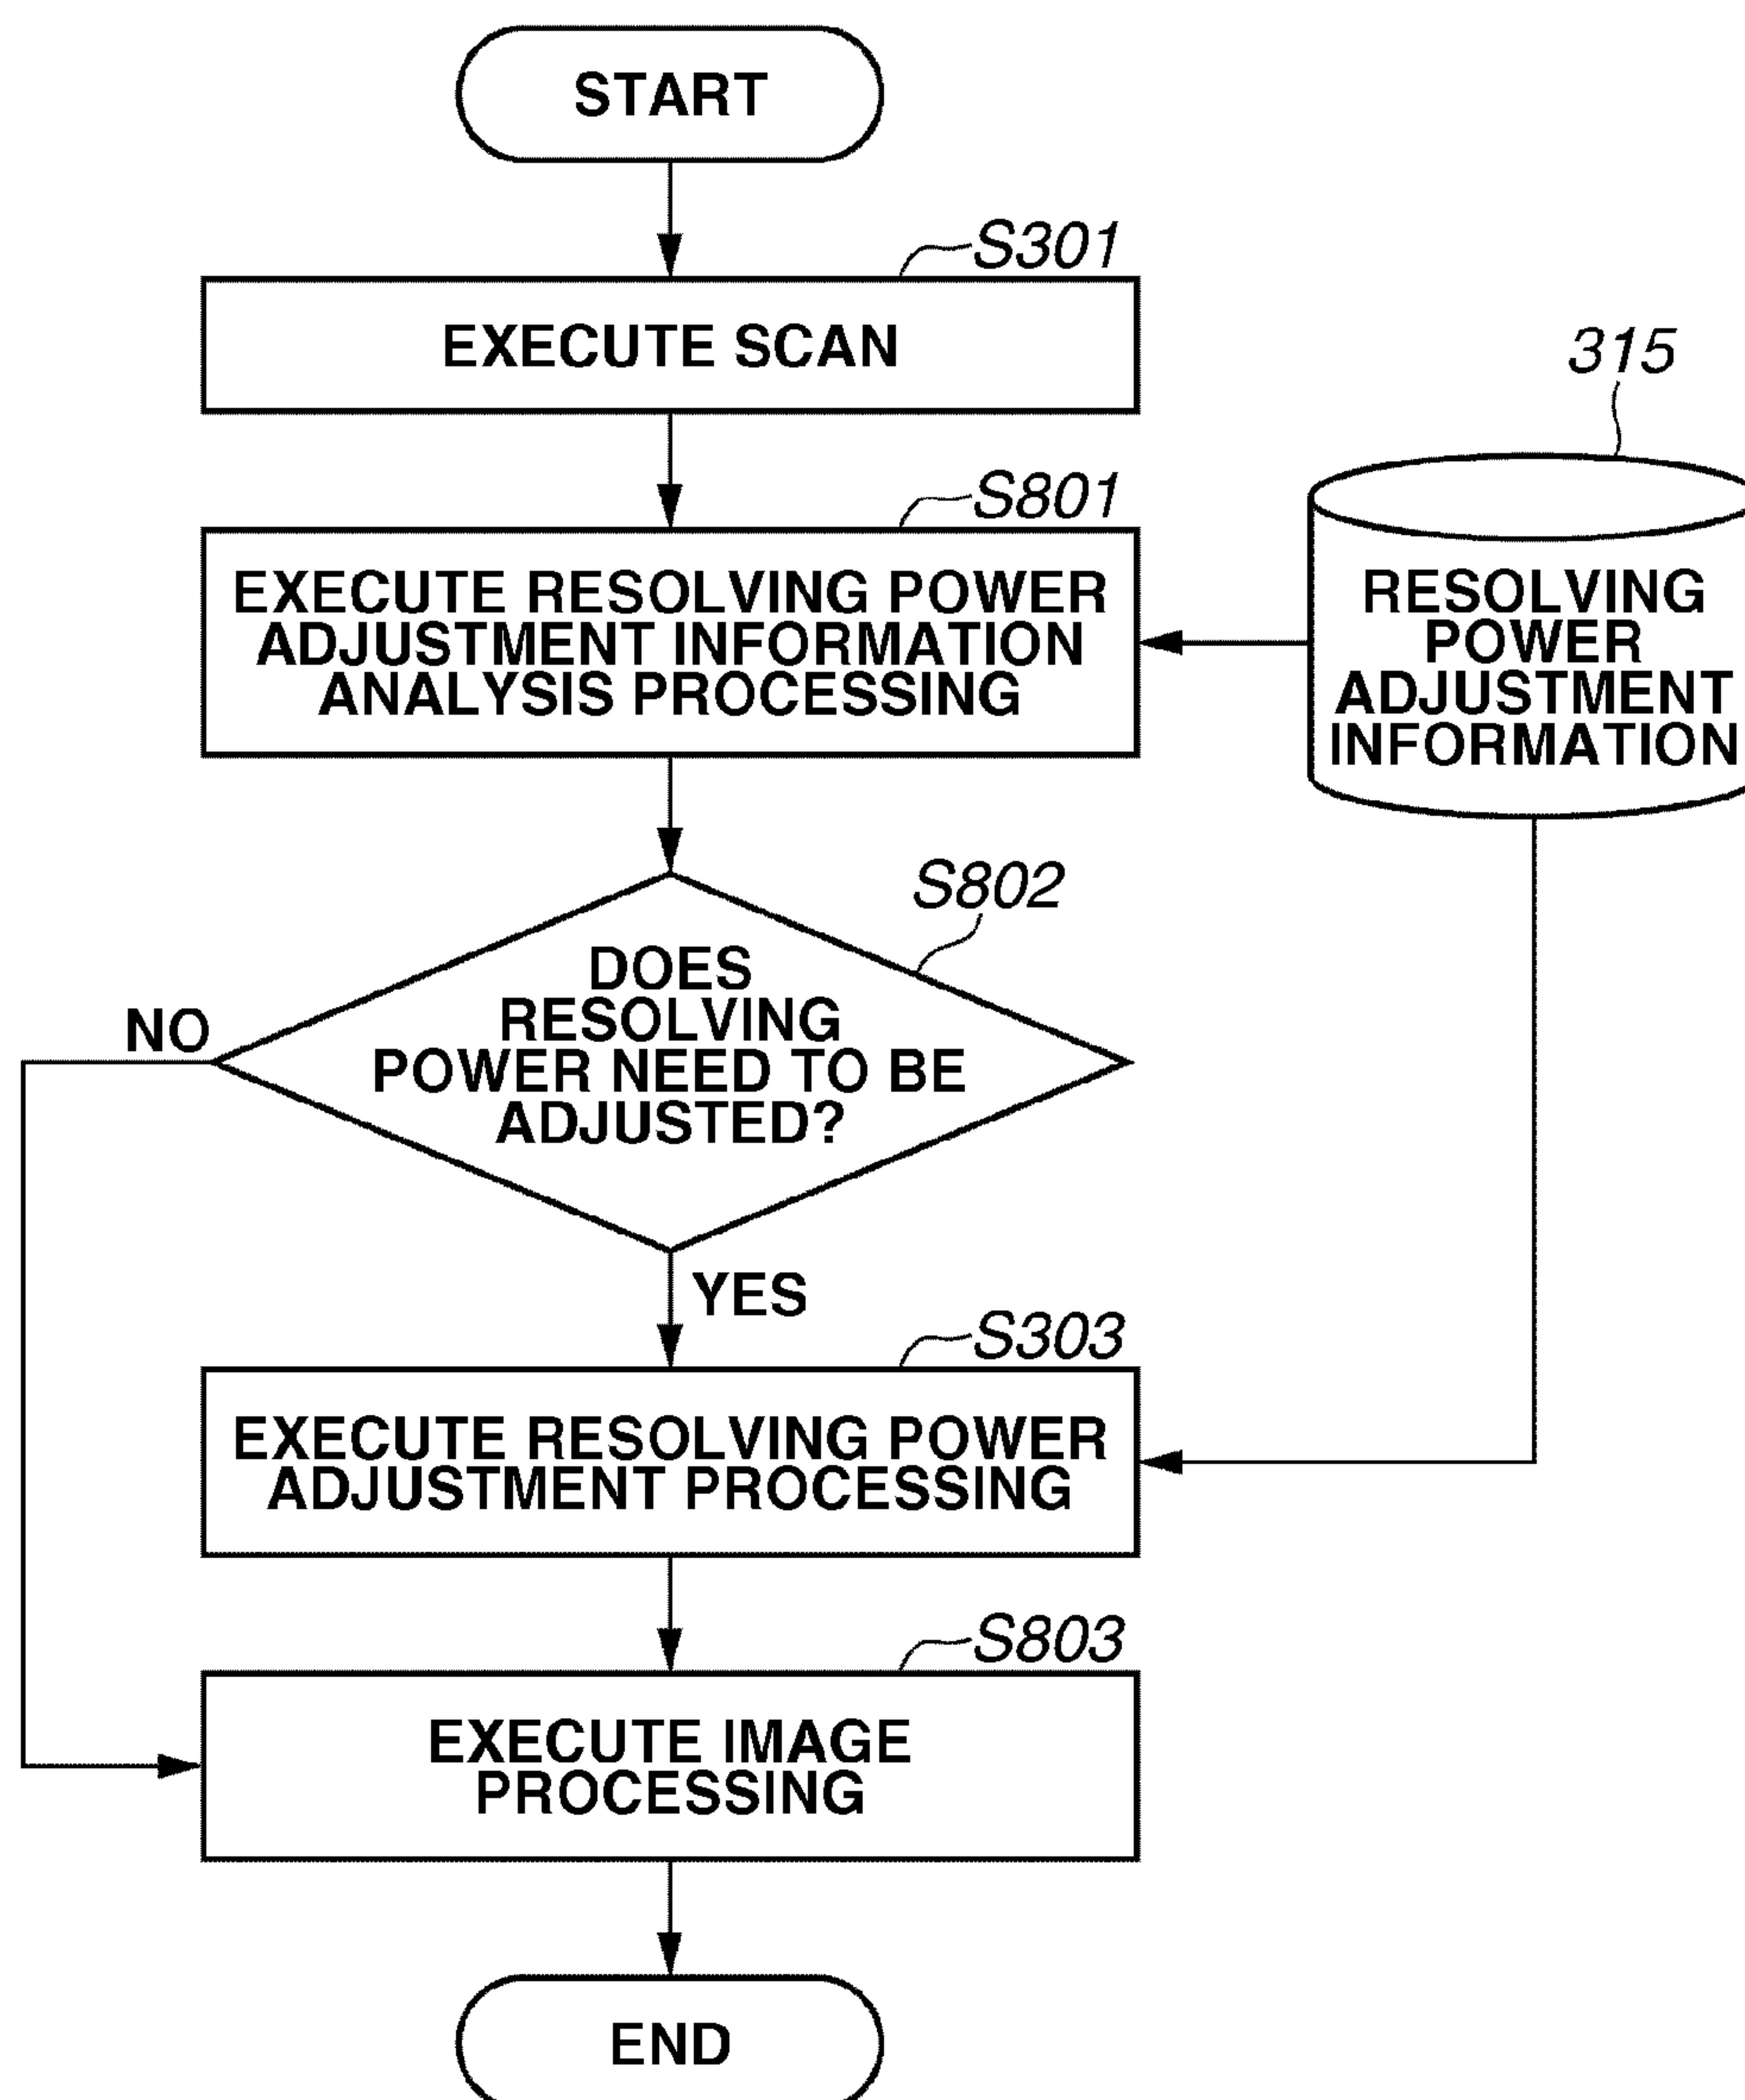 START
S301
EXECUTE SCAN
315
S801
EXECUTE RESOLVING POWER
ADJUSTMENT INFORMATION
ANALYSIS PROCESSING
RESOLVING
POWER
ADJUSTMENT
INFORMATION
S802
DOES
RESOLVING
POWER NEED TO BE
ADJUSTED?
NO
YES
S303
EXECUTE RESOLVING POWER
ADJUSTMENT PROCESSING
S803
EXECUTE IMAGE
PROCESSING
END